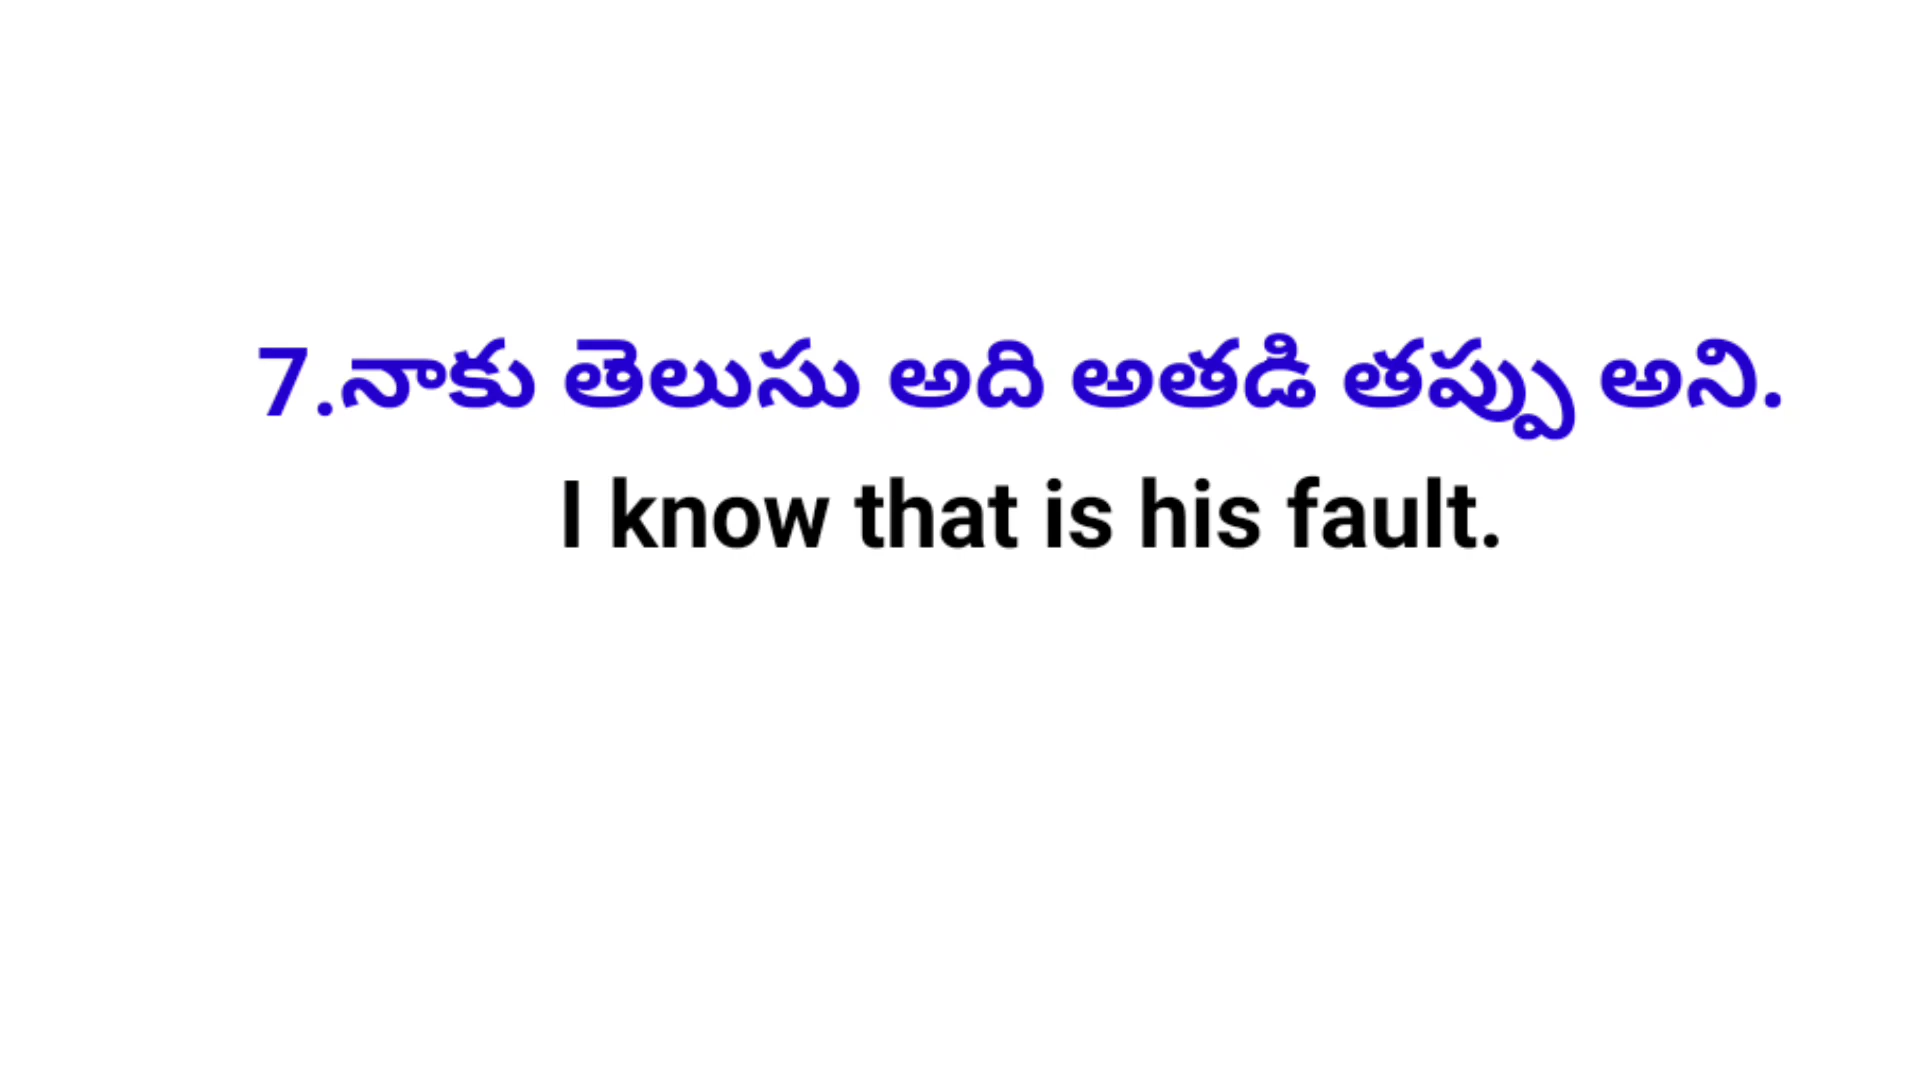 7.నాకు తెలుసు అది అతడి తప్పు అని.
I know that is his fault.